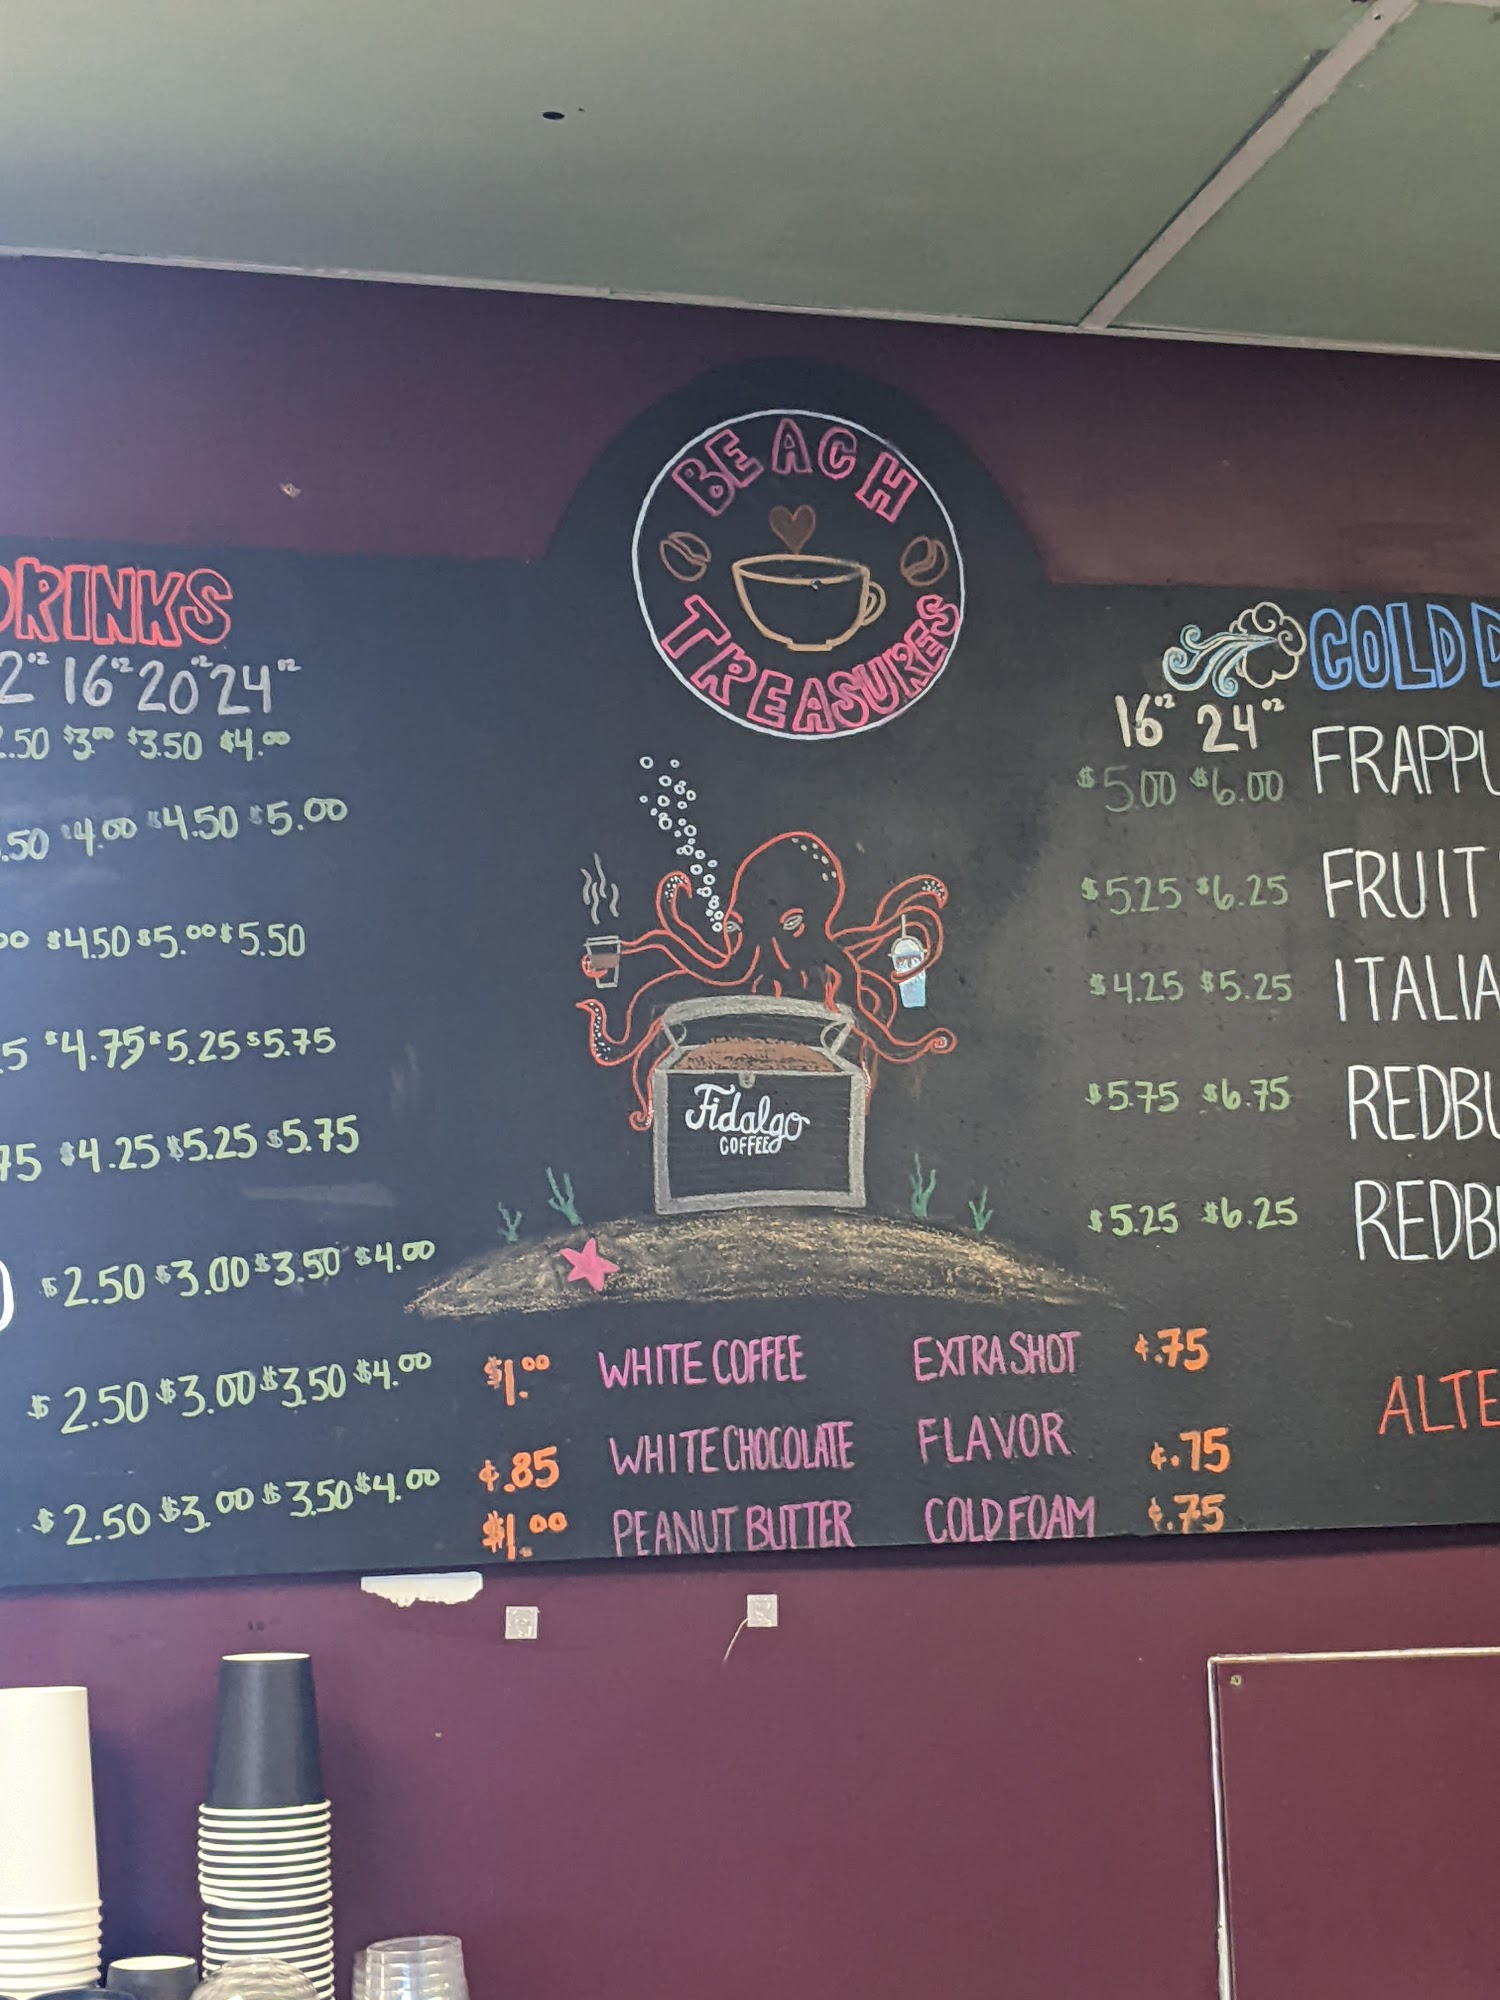 BEACH
TREASURES
DRINKS
16oz 20oz 24oz
$3.00 $3.50 $4.00
$4.00 $4.50 $5.00
$4.50 $5.00 $5.50
$4.75 $5.25 $5.75
$4.25 $5.25 $5.75
$2.50 $3.00 $3.50 $4.00
$2.50 $3.00 $3.50 $4.00
$2.50 $3.00 $3.50 $4.00
Fidalgo
COFFEE
$1.00 WHITE COFFEE EXTRA SHOT ¢.75
¢.85 WHITE CHOCOLATE FLAVOR ¢.75
$1.00 PEANUT BUTTER COLD FOAM ¢.75
COLD D
16oz 24oz
$5.00 $6.00 FRAPPU
$5.25 $6.25 FRUIT
$4.25 $5.25 ITALIA
$5.75 $6.75 REDBU
$5.25 $6.25 REDB
ALTE